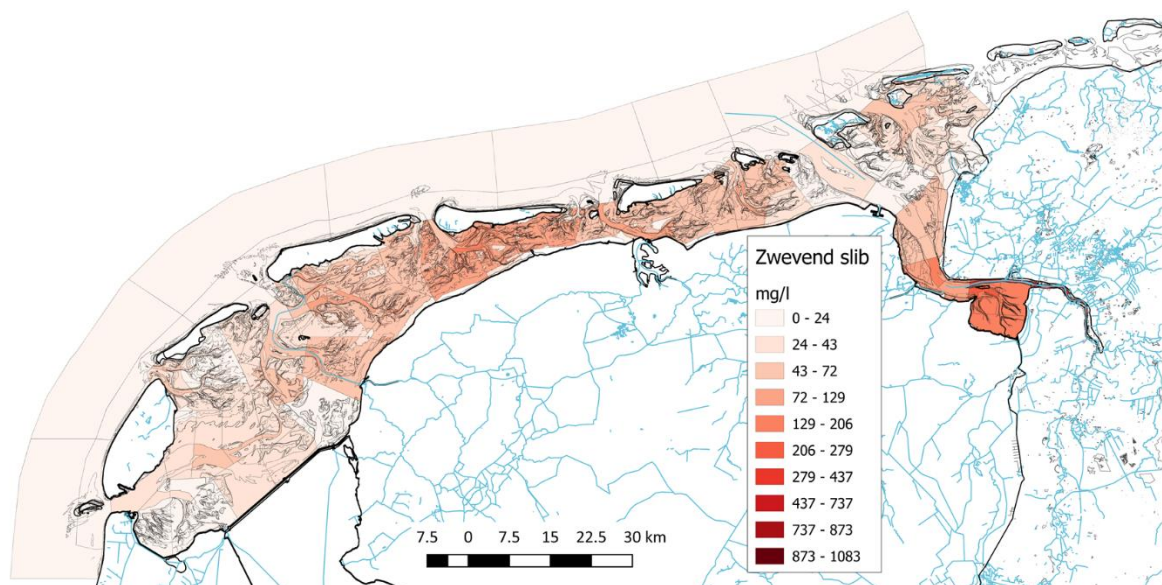 Zwevend slib
mg/l
0 - 24
24 - 43
43 - 72
72 - 129
129 - 206
206 - 279
279 - 437
437 - 737
737 - 873
873 - 1083
7.5 0 7.5 15 22.5 30 km